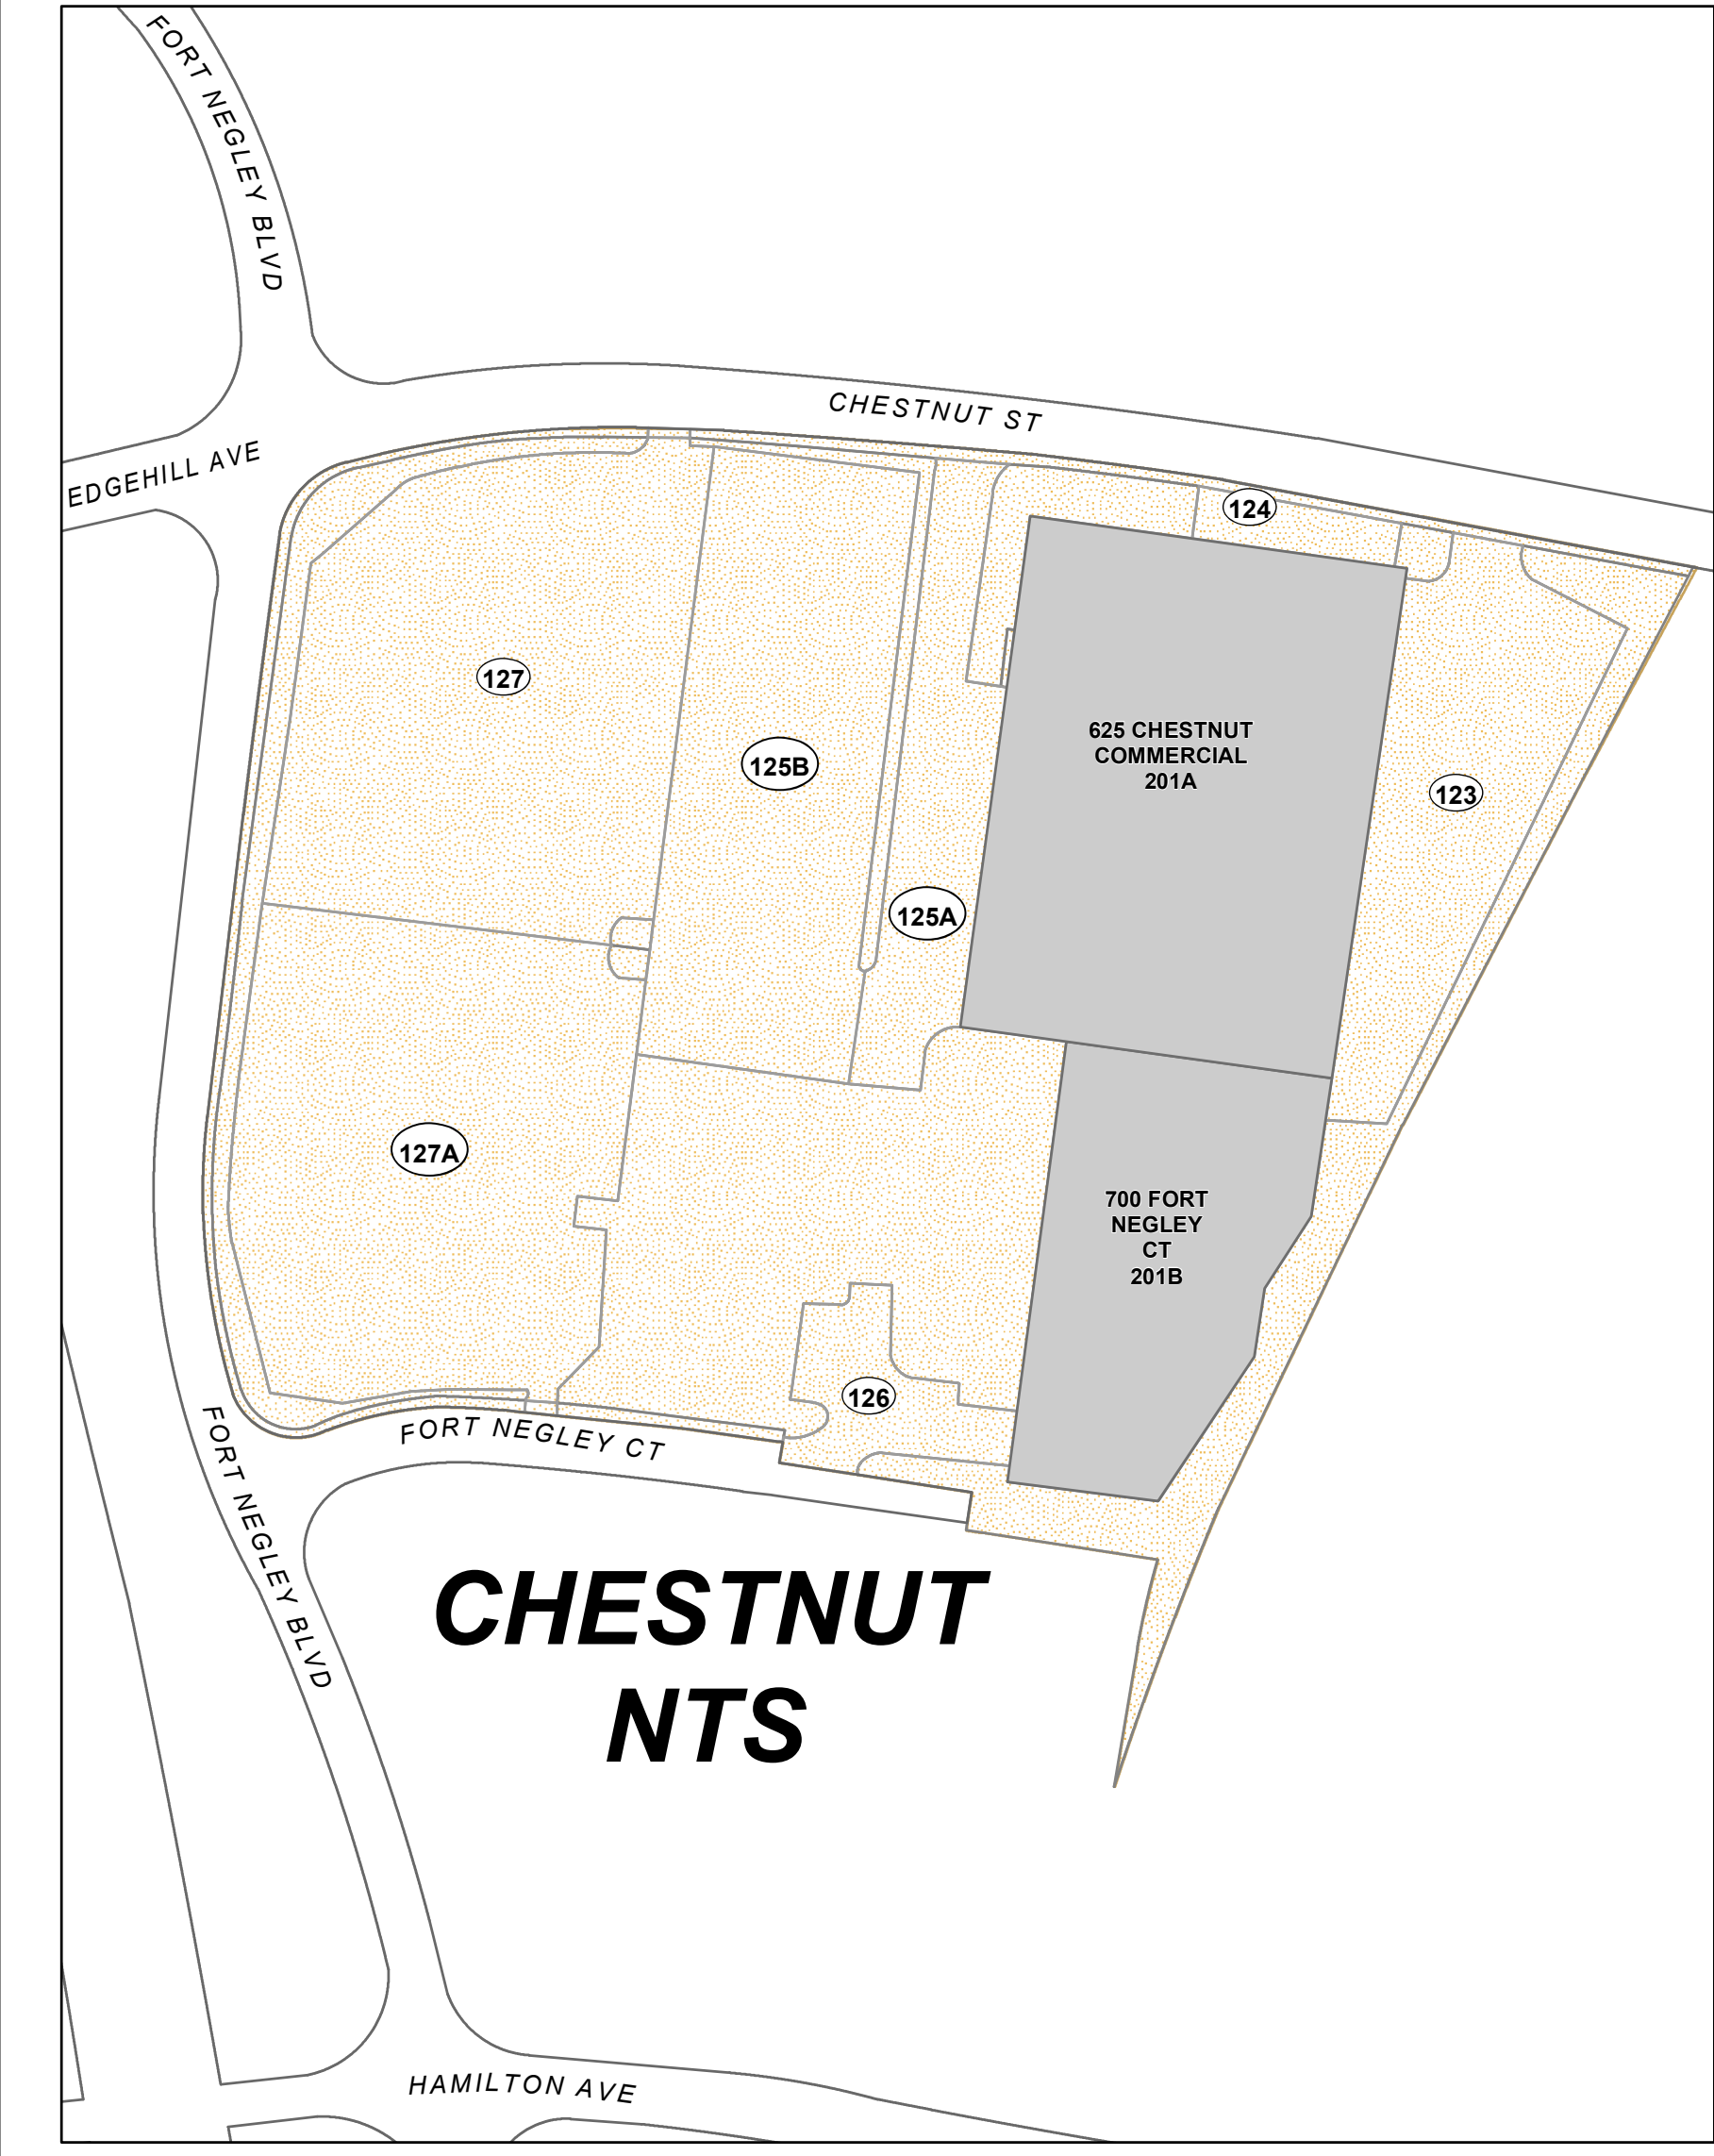 FORT NEGLEY BLVD
CHESTNUT ST
EDGEHILL AVE
124
127
625 CHESTNUT
COMMERCIAL
201A
125B
123
125A
127A
700 FORT
NEGLEY
CT
201B
126
FORT NEGLEY CT
FORT NEGLEY BLVD
CHESTNUT
NTS
HAMILTON AVE